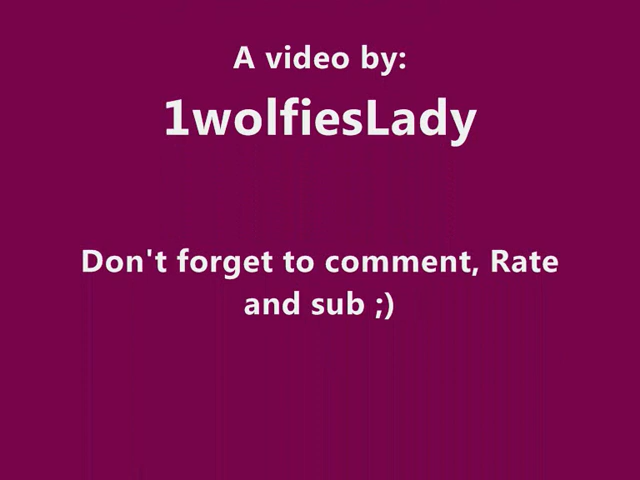 A video by:
1wolfiesLady
Don't forget to comment, Rate
and sub ;)